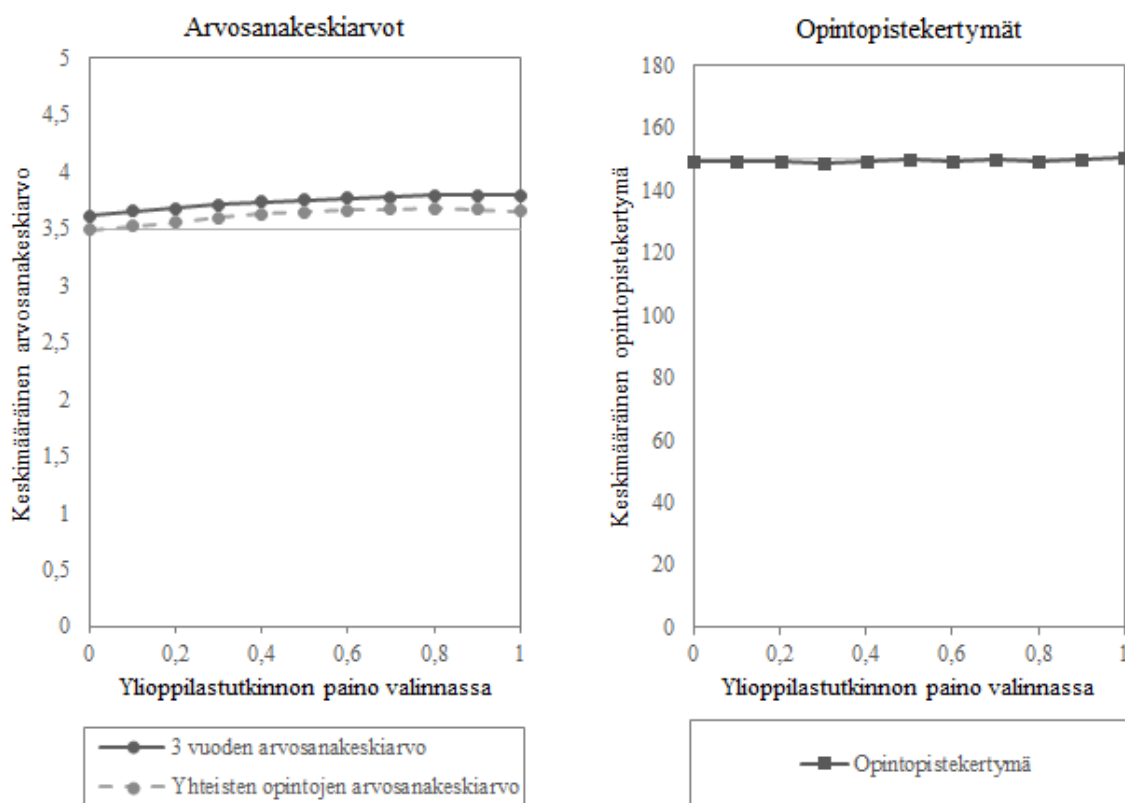 Arvosanakeskiarvot
5
4,5
4
3,5
3
2,5
2
1,5
1
0,5
0
Keskimääräinen arvosanakeskiarvo
0 0,2 0,4 0,6 0,8 1
Ylioppilastutkinnon paino valinnassa
3 vuoden arvosanakeskiarvo
Yhteisten opintojen arvosanakeskiarvo
Opintopistekertymät
180
160
140
120
100
80
60
40
20
0
Keskimääräinen opintopistekertymä
0 0,2 0,4 0,6 0,8 1
Ylioppilastutkinnon paino valinnassa
Opintopistekertymä